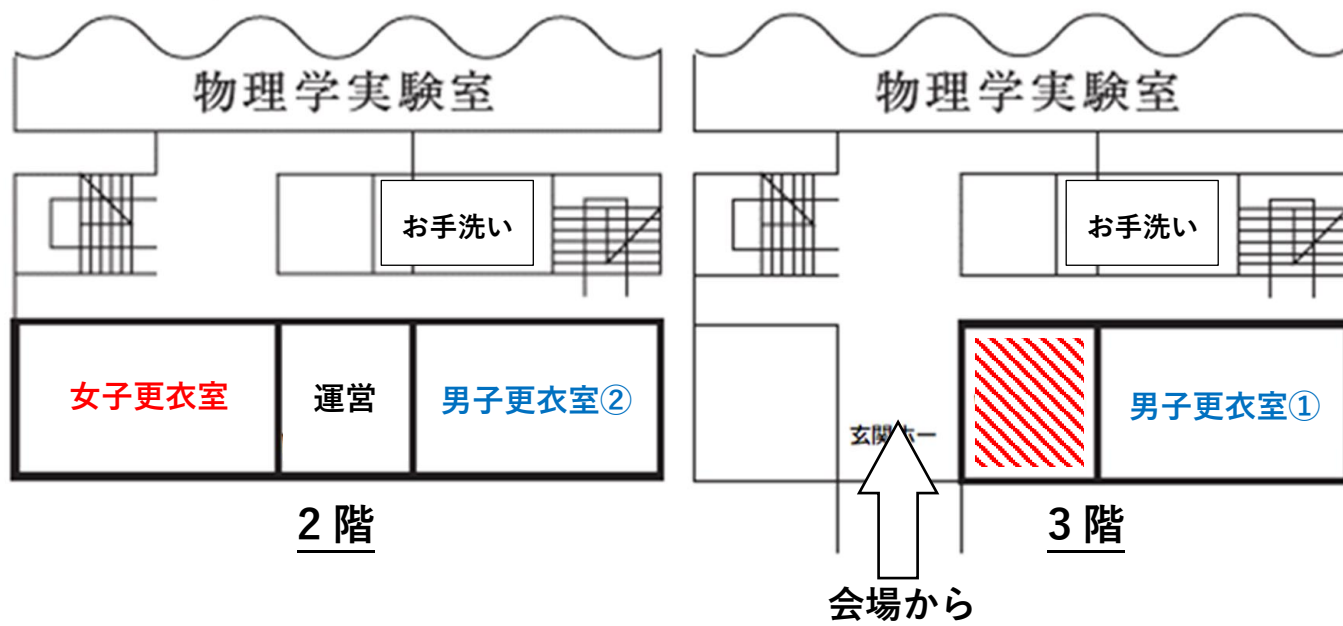 物理学実験室
お手洗い
女子更衣室
運営
男子更衣室②
2階
物理学実験室
お手洗い
男子更衣室①
玄関ホー
3階
会場から